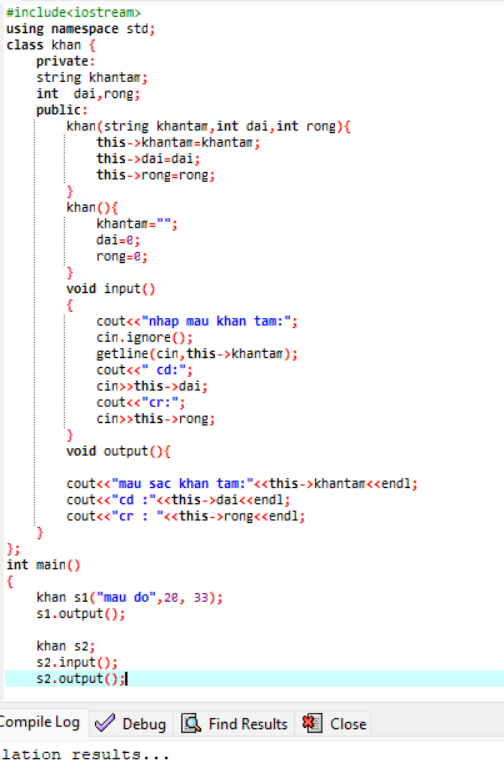 #include<iostream>
using namespace std;
class khan {
    private:
    string khantam;
    int  dai,rong;
    public:
        khan(string khantam,int dai,int rong){
            this->khantam=khantam;
            this->dai=dai;
            this->rong=rong;
        }
        khan(){
            khantam="";
            dai=0;
            rong=0;
        }
        void input()
        {
            cout<<"nhap mau khan tam:";
            cin.ignore();
            getline(cin,this->khantam);
            cout<<" cd:";
            cin>>this->dai;
            cout<<"cr:";
            cin>>this->rong;
        }
        void output(){

        cout<<"mau sac khan tam:"<<this->khantam<<endl;
        cout<<"cd :"<<this->dai<<endl;
        cout<<"cr : "<<this->rong<<endl;
    }
};
int main()
{
    khan s1("mau do",20, 33);
    s1.output();

    khan s2;
    s2.input();
    s2.output();
Compile Log Debug Find Results Close
lation results...